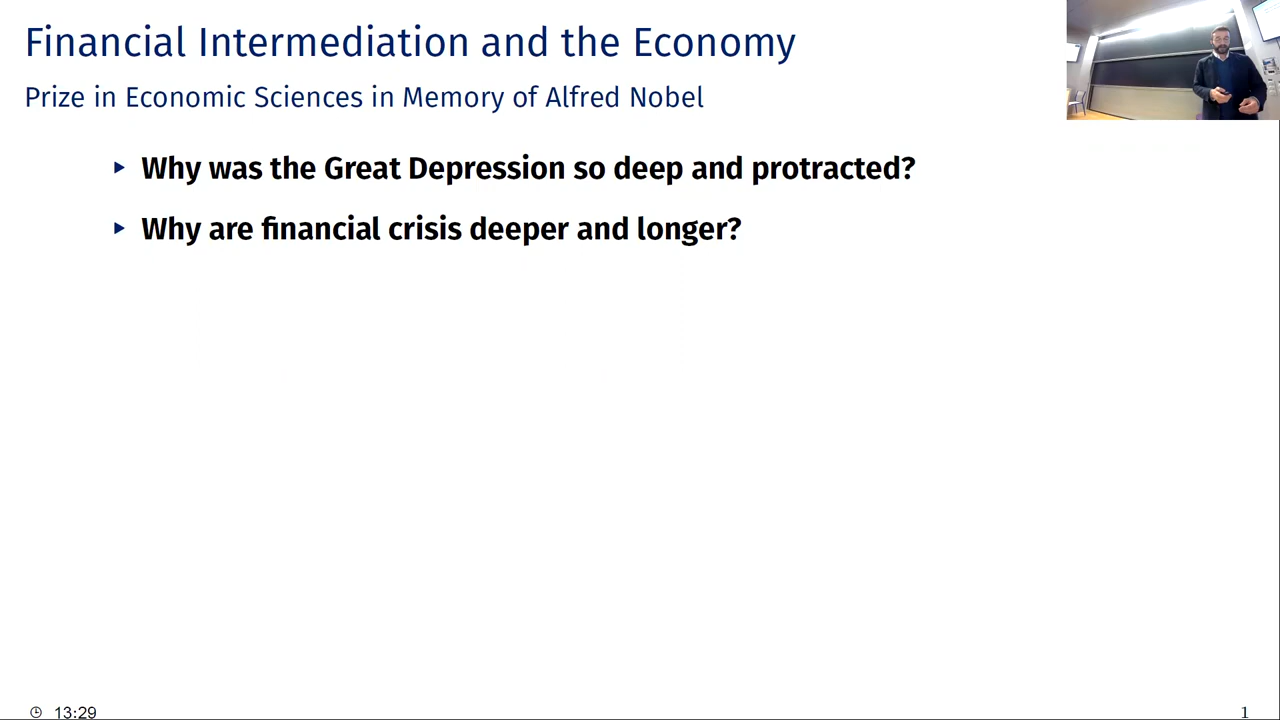 Financial Intermediation and the Economy
Prize in Economic Sciences in Memory of Alfred Nobel
Why was the Great Depression so deep and protracted?
Why are financial crisis deeper and longer?
13:29
1